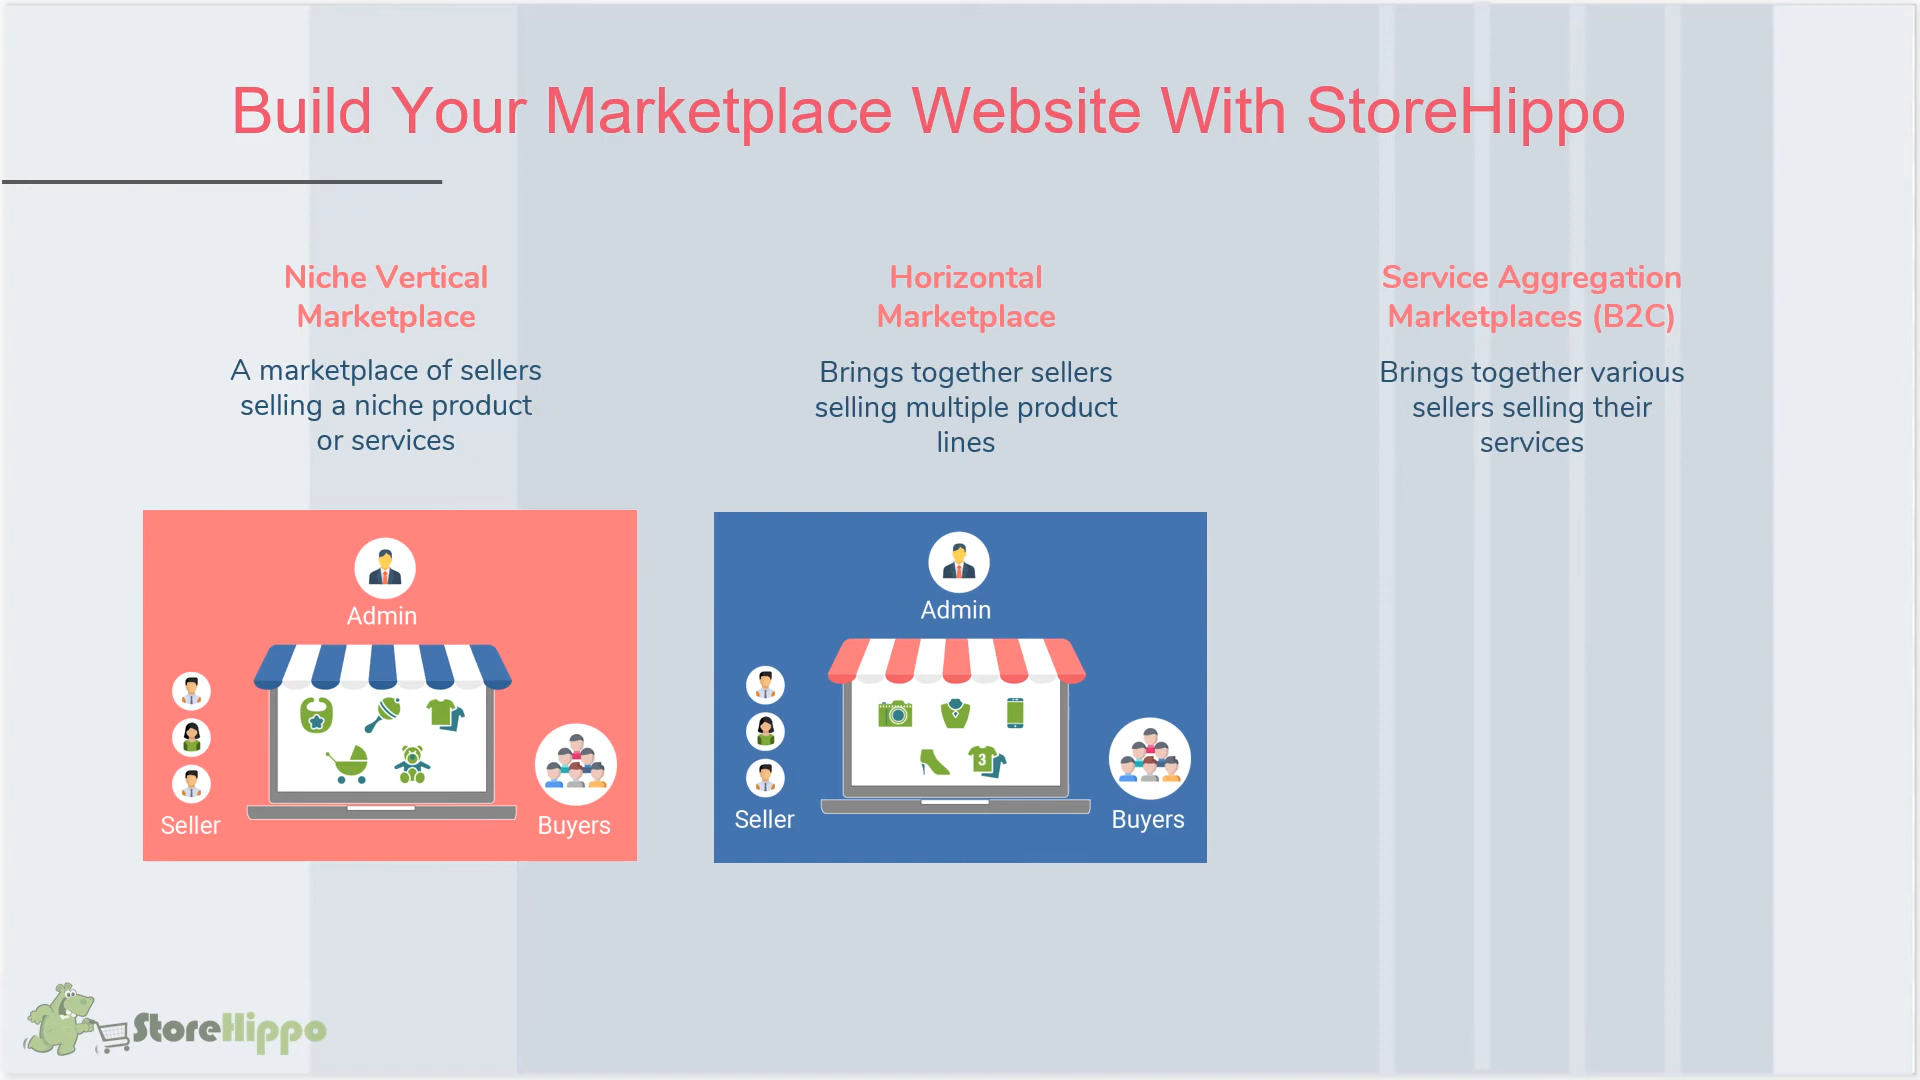 Build Your Marketplace Website With StoreHippo
Niche Vertical
Marketplace
A marketplace of sellers
selling a niche product
or services
Horizontal
Marketplace
Brings together sellers
selling multiple product
lines
Service Aggregation
Marketplaces (B2C)
Brings together various
sellers selling their
services
Admin
Seller
Buyers
Admin
3
Seller
Buyers
StoreHippo